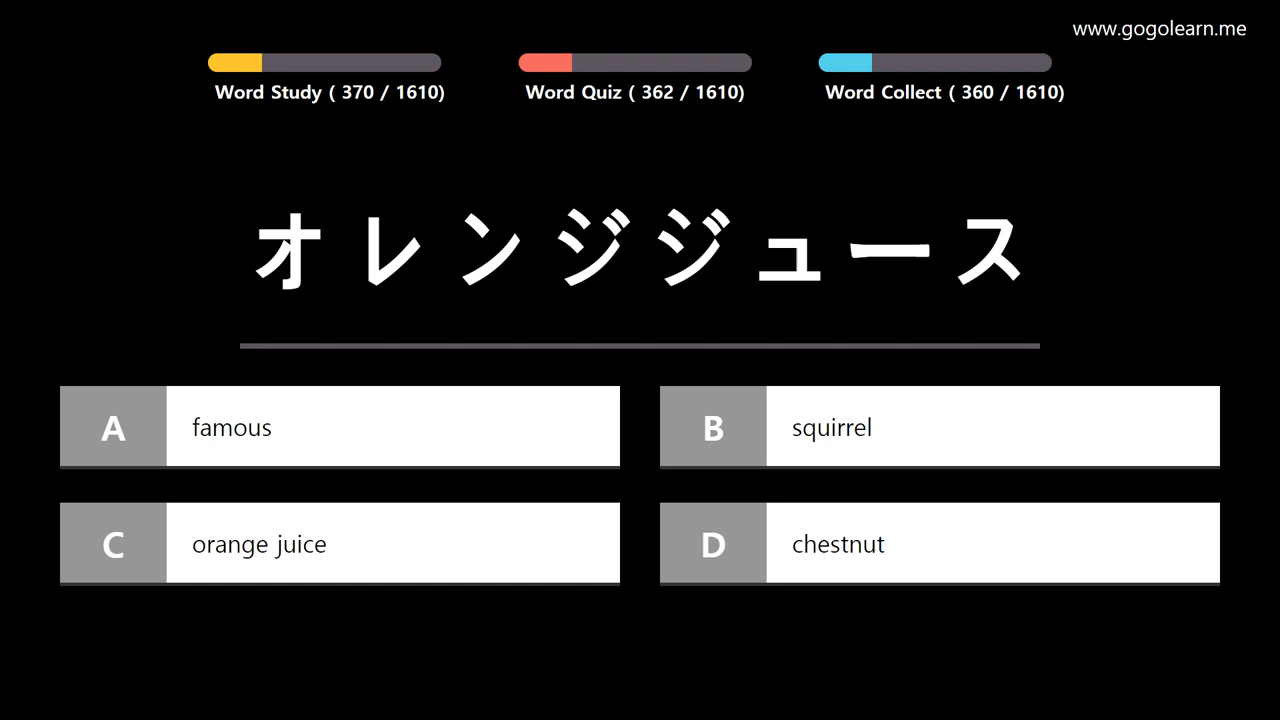 www.gogolearn.me
Word Study ( 370 / 1610)
Word Quiz ( 362 / 1610)
Word Collect ( 360 / 1610)
オレンジジュース
A famous
B squirrel
C orange juice
D chestnut